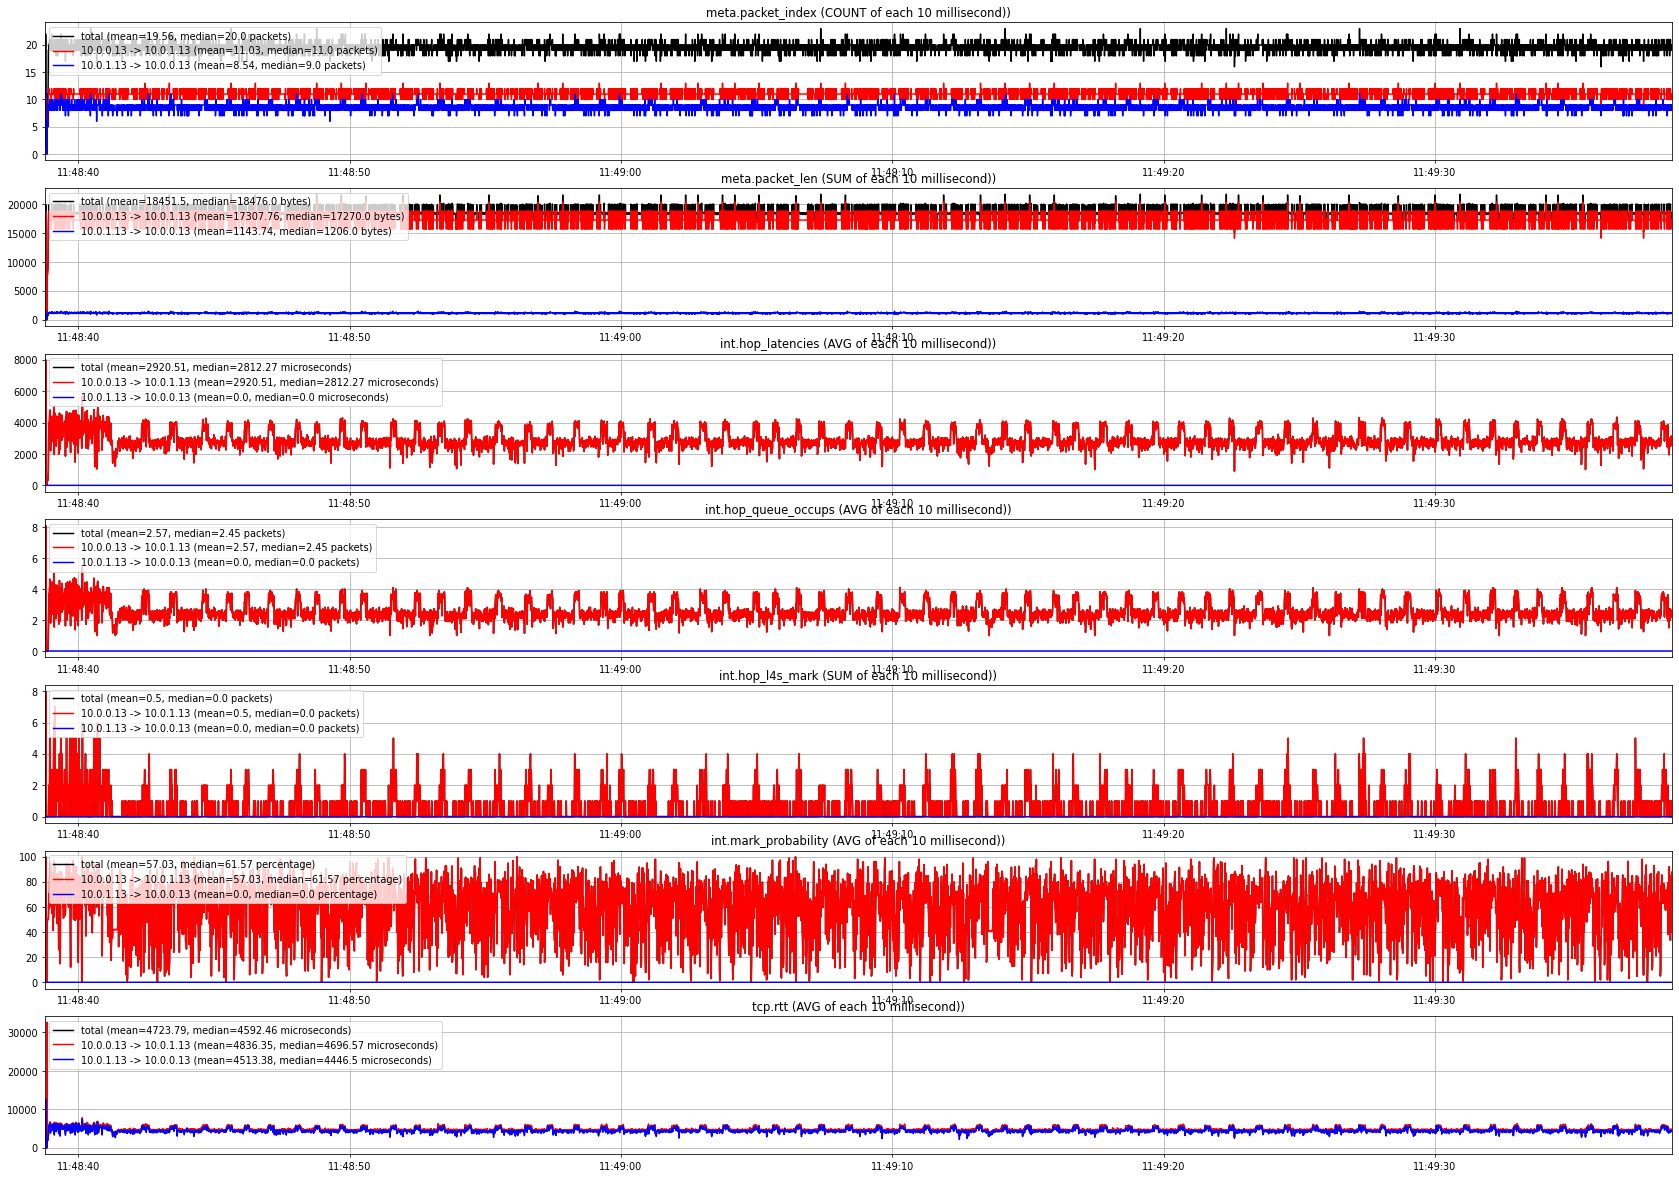 meta.packet_index (COUNT of each 10 millisecond))
total (mean=19.56, median=20.0 packets)
10.0.0.13 -> 10.0.1.13 (mean=11.03, median=11.0 packets)
10.0.1.13 -> 10.0.0.13 (mean=8.54, median=9.0 packets)
20
15
10
5
0
11:48:40 11:48:50 11:49:00 11:49:10 11:49:20 11:49:30
meta.packet_len (SUM of each 10 millisecond))
total (mean=18451.5, median=18476.0 bytes)
10.0.0.13 -> 10.0.1.13 (mean=17307.76, median=17270.0 bytes)
10.0.1.13 -> 10.0.0.13 (mean=1143.74, median=1206.0 bytes)
20000
15000
10000
5000
0
11:48:40 11:48:50 11:49:00 11:49:10 11:49:20 11:49:30
int.hop_latencies (AVG of each 10 millisecond))
total (mean=2920.51, median=2812.27 microseconds)
10.0.0.13 -> 10.0.1.13 (mean=2920.51, median=2812.27 microseconds)
10.0.1.13 -> 10.0.0.13 (mean=0.0, median=0.0 microseconds)
8000
6000
4000
2000
0
11:48:40 11:48:50 11:49:00 11:49:10 11:49:20 11:49:30
int.hop_queue_occups (AVG of each 10 millisecond))
total (mean=2.57, median=2.45 packets)
10.0.0.13 -> 10.0.1.13 (mean=2.57, median=2.45 packets)
10.0.1.13 -> 10.0.0.13 (mean=0.0, median=0.0 packets)
8
6
4
2
0
11:48:40 11:48:50 11:49:00 11:49:10 11:49:20 11:49:30
int.hop_l4s_mark (SUM of each 10 millisecond))
total (mean=0.5, median=0.0 packets)
10.0.0.13 -> 10.0.1.13 (mean=0.5, median=0.0 packets)
10.0.1.13 -> 10.0.0.13 (mean=0.0, median=0.0 packets)
8
6
4
2
0
11:48:40 11:48:50 11:49:00 11:49:10 11:49:20 11:49:30
int.mark_probability (AVG of each 10 millisecond))
total (mean=57.03, median=61.57 percentage)
10.0.0.13 -> 10.0.1.13 (mean=57.03, median=61.57 percentage)
10.0.1.13 -> 10.0.0.13 (mean=0.0, median=0.0 percentage)
100
80
60
40
20
0
11:48:40 11:48:50 11:49:00 11:49:10 11:49:20 11:49:30
tcp.rtt (AVG of each 10 millisecond))
total (mean=4723.79, median=4592.46 microseconds)
10.0.0.13 -> 10.0.1.13 (mean=4836.35, median=4696.57 microseconds)
10.0.1.13 -> 10.0.0.13 (mean=4513.38, median=4446.5 microseconds)
30000
20000
10000
0
11:48:40 11:48:50 11:49:00 11:49:10 11:49:20 11:49:30